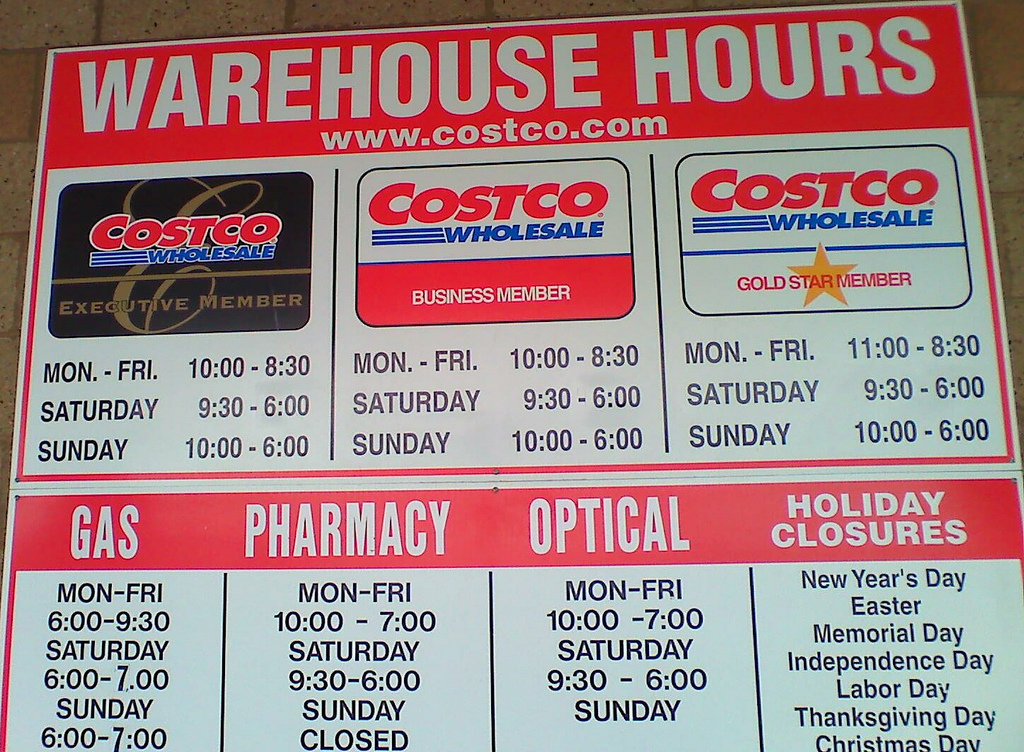 WAREHOUSE HOURS
www.costco.com
COSTCO
WHOLESALE
EXECUTIVE MEMBER
MON. - FRI. 10:00 - 8:30
SATURDAY 9:30 - 6:00
SUNDAY 10:00 - 6:00
COSTCO
WHOLESALE
BUSINESS MEMBER
MON. - FRI. 10:00 - 8:30
SATURDAY 9:30 - 6:00
SUNDAY 10:00 - 6:00
COSTCO
WHOLESALE
GOLD STAR MEMBER
MON. - FRI. 11:00 - 8:30
SATURDAY 9:30 - 6:00
SUNDAY 10:00 - 6:00
GAS
MON-FRI
6:00-9:30
SATURDAY
6:00-7.00
SUNDAY
6:00-7:00
PHARMACY
MON-FRI
10:00 - 7:00
SATURDAY
9:30-6:00
SUNDAY
CLOSED
OPTICAL
MON-FRI
10:00 -7:00
SATURDAY
9:30 - 6:00
SUNDAY
HOLIDAY
CLOSURES
New Year's Day
Easter
Memorial Day
Independence Day
Labor Day
Thanksgiving Day
Christmas Day